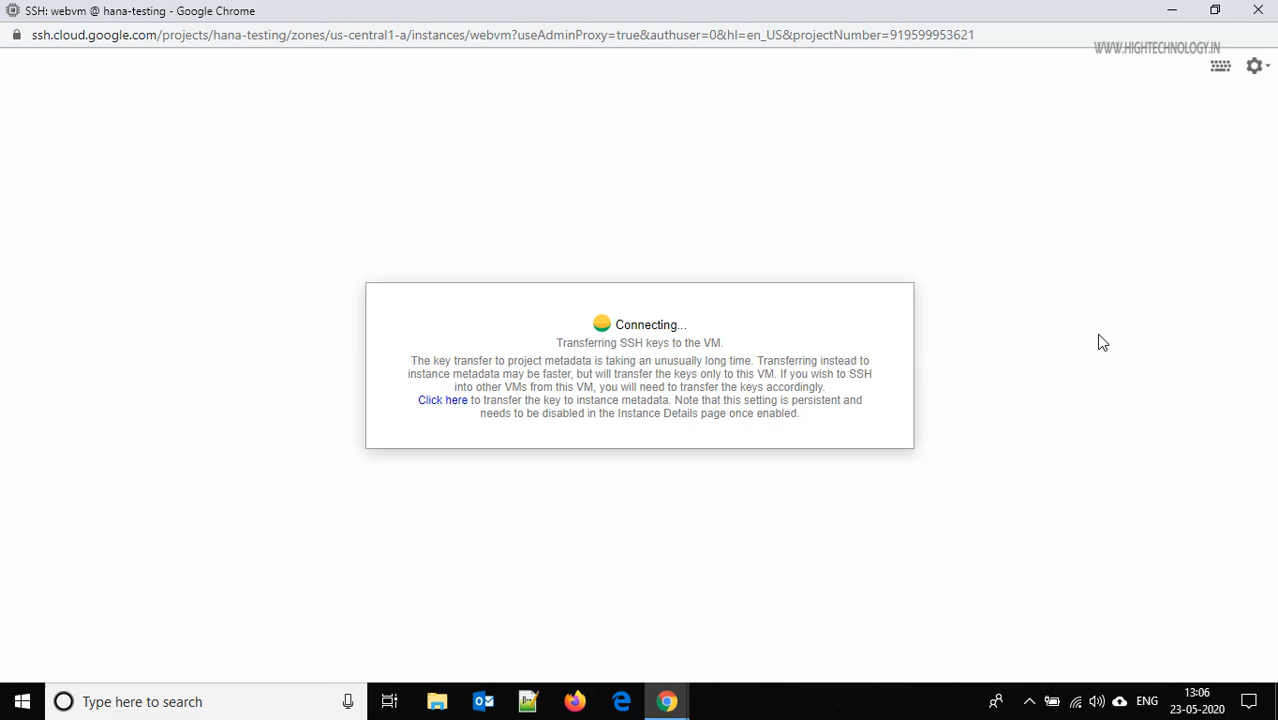 SSH: webvm @ hana-testing - Google Chrome
ssh.cloud.google.com/projects/hana-testing/zones/us-central1-a/instances/webvm?useAdminProxy=true&authuser=0&hl=en_US&projectNumber=919599953621
WWW.HIGHTECHNOLOGY.IN
Connecting...
Transferring SSH keys to the VM.
The key transfer to project metadata is taking an unusually long time. Transferring instead to
instance metadata may be faster, but will transfer the keys only to this VM. If you wish to SSH
into other VMs from this VM, you will need to transfer the keys accordingly.
Click here to transfer the key to instance metadata. Note that this setting is persistent and
needs to be disabled in the Instance Details page once enabled.
Type here to search
ENG
13:06
23-05-2020